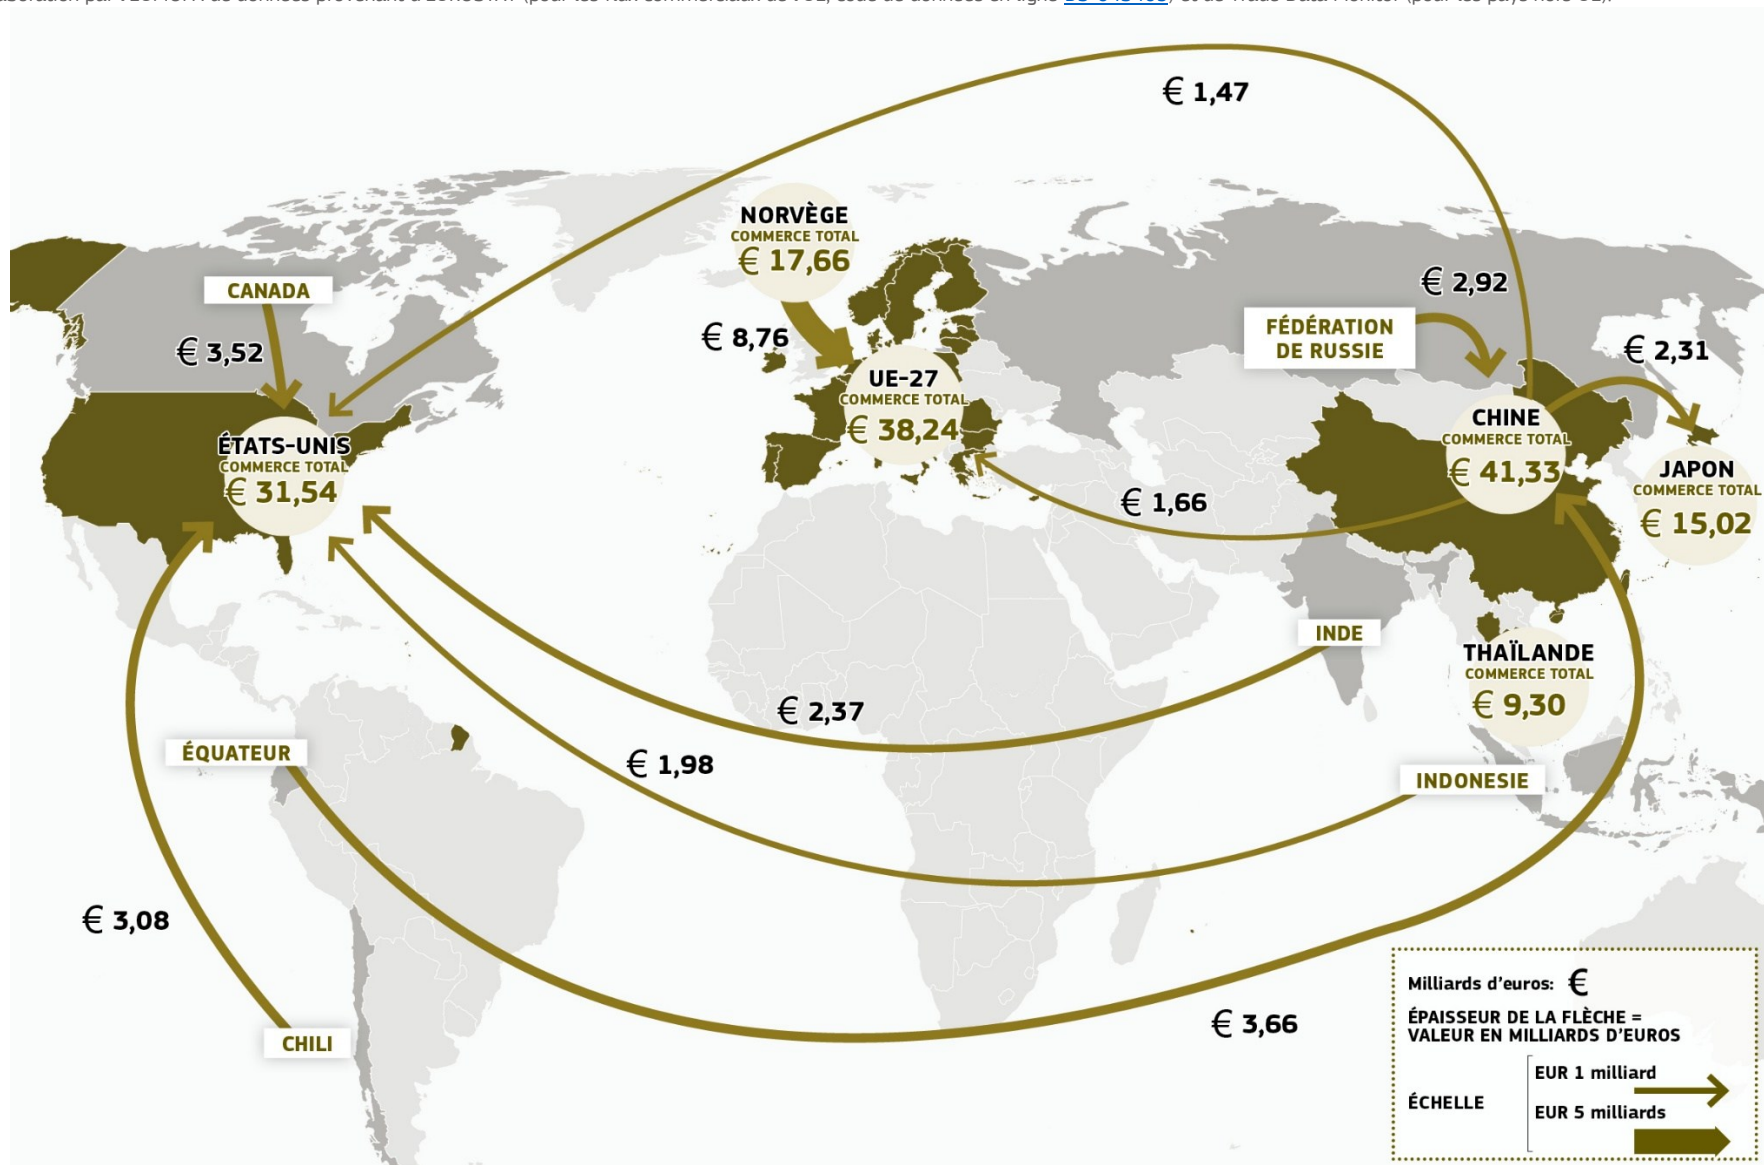 € 1,47
NORVÈGE
COMMERCE TOTAL
€ 17,66
CANADA
€ 3,52
€ 8,76
€ 2,92
FÉDÉRATION
DE RUSSIE
€ 2,31
UE-27
COMMERCE TOTAL
€ 38,24
ÉTATS-UNIS
COMMERCE TOTAL
€ 31,54
CHINE
COMMERCE TOTAL
€ 41,33
JAPON
COMMERCE TOTAL
€ 15,02
€ 1,66
INDE
THAÏLANDE
COMMERCE TOTAL
€ 9,30
€ 2,37
ÉQUATEUR
€ 1,98
INDONESIE
€ 3,08
€ 3,66
CHILI
Milliards d'euros: €
ÉPAISSEUR DE LA FLÈCHE =
VALEUR EN MILLIARDS D'EUROS
ÉCHELLE
EUR 1 milliard
EUR 5 milliards